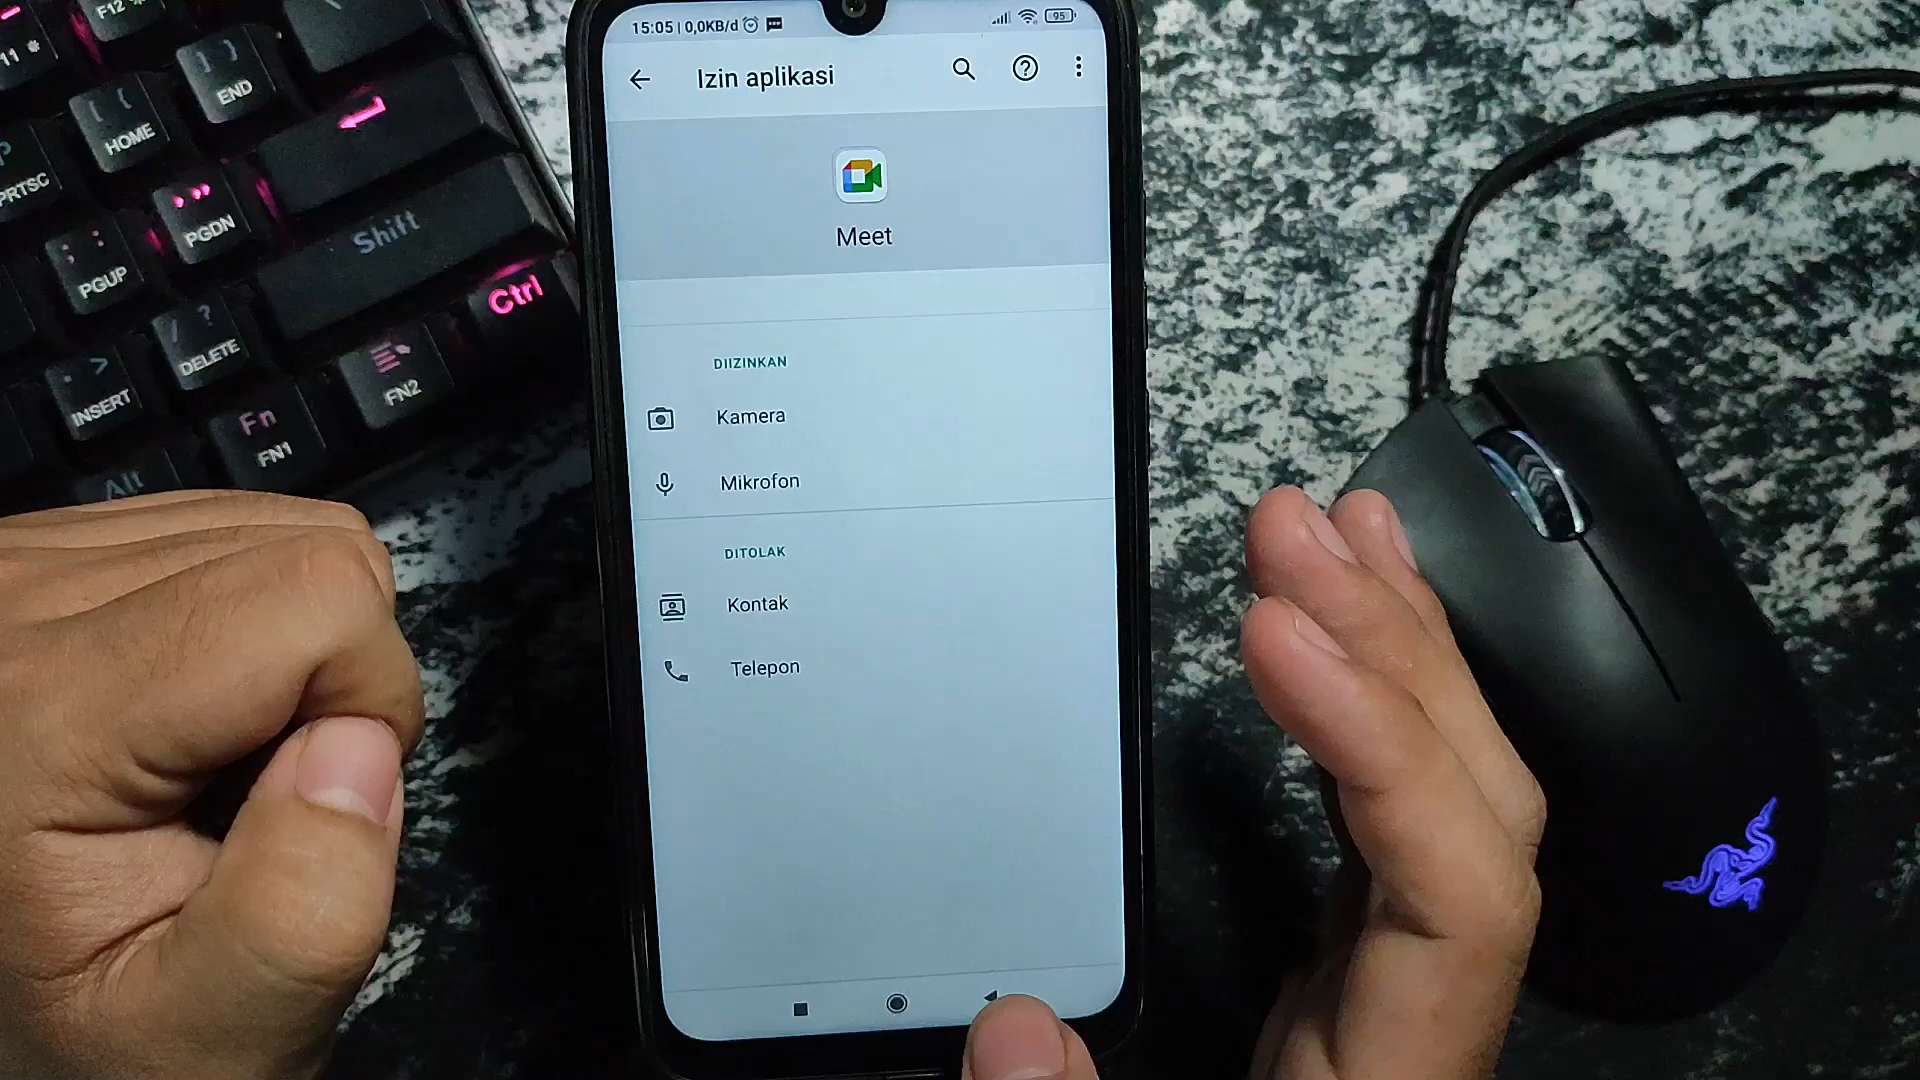 15:05 | 0,0KB/d
95
Izin aplikasi
Meet
DIIZINKAN
Kamera
Mikrofon
DITOLAK
Kontak
Telepon
F12
11 *
END
HOME
PRTSC
PGDN
Shift
PGUP
Ctrl
DELETE
FN2
INSERT
Fn
FN1
Alt